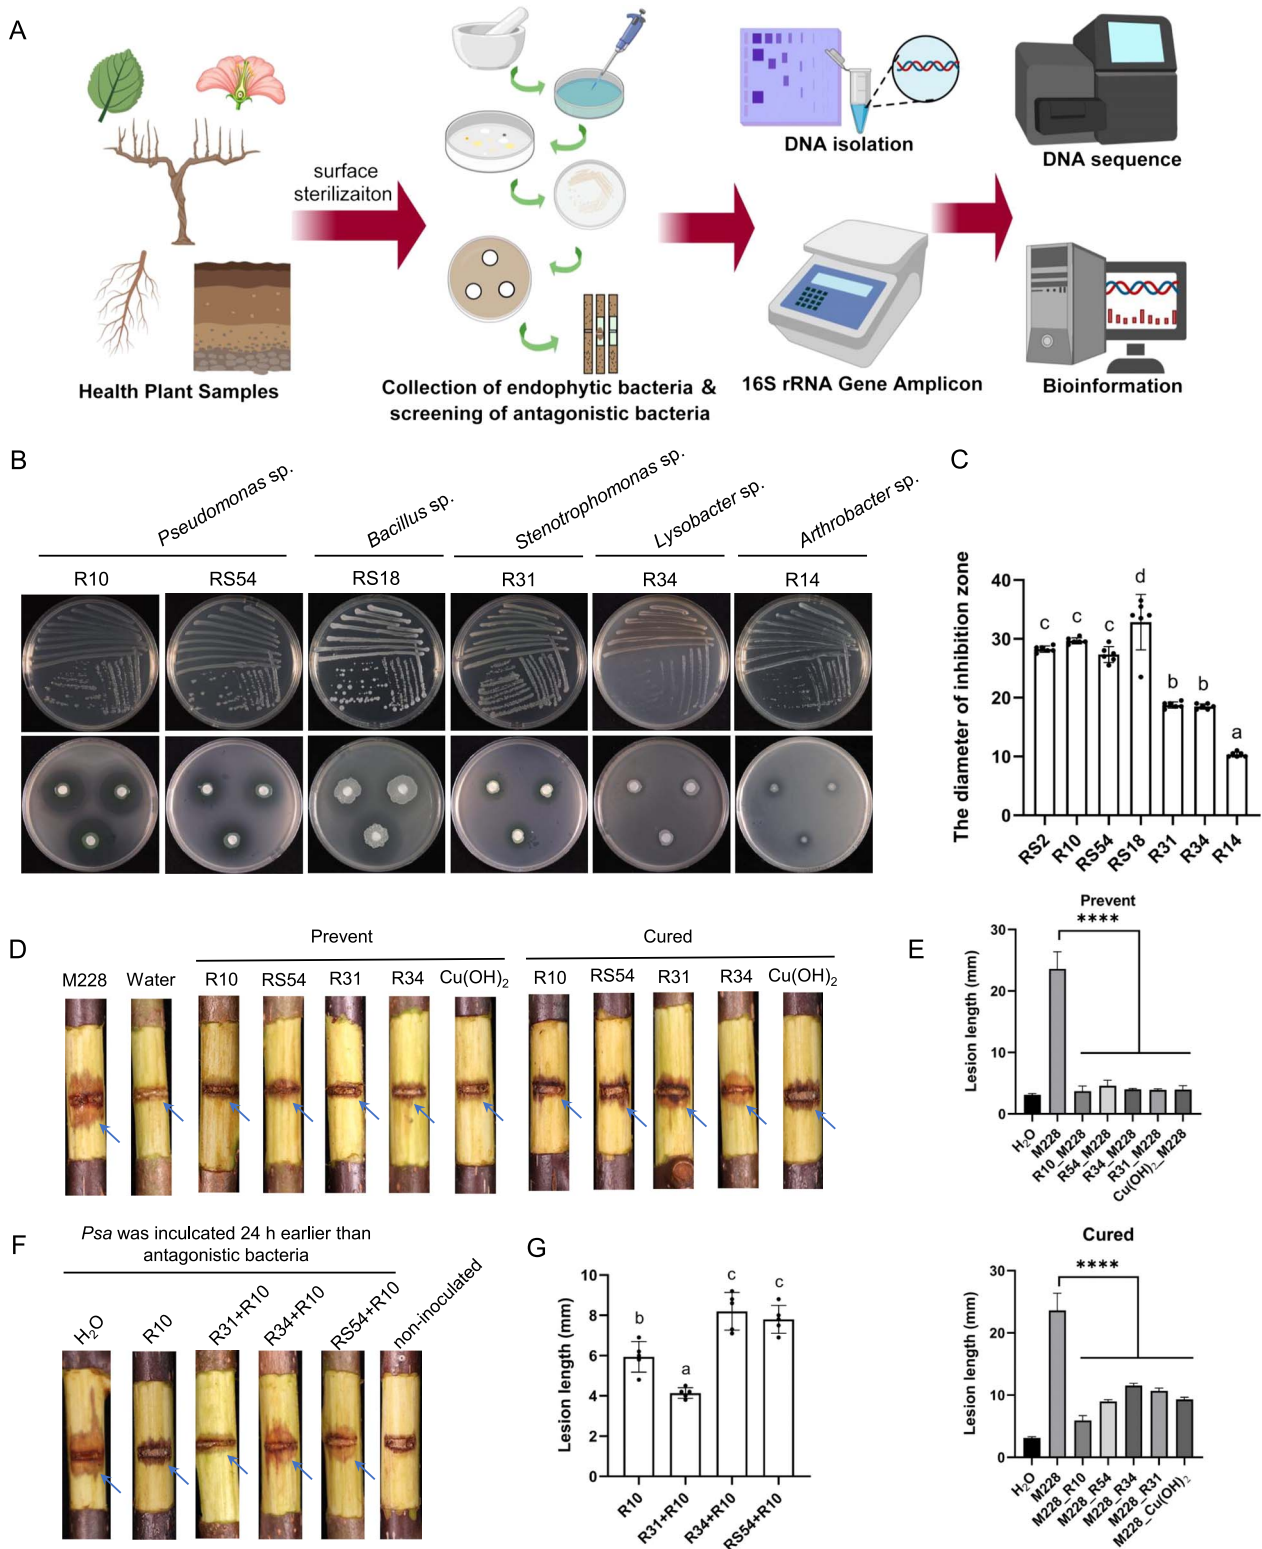 A
surface
sterilizaiton
DNA isolation
DNA sequence
Health Plant Samples
Collection of endophytic bacteria &
screening of antagonistic bacteria
16S rRNA Gene Amplicon
Bioinformation
B
Pseudomonas sp.
Bacillus sp.
Stenotrophomonas sp.
Lysobacter sp.
Arthrobacter sp.
R10
RS54
RS18
R31
R34
R14
C
The diameter of inhibition zone
40
30
20
10
0
c
c
c
d
b
b
a
RS2
R10
RS54
RS18
R31
R34
R14
D
Prevent
Cured
M228
Water
R10
RS54
R31
R34
Cu(OH)₂
R10
RS54
R31
R34
Cu(OH)₂
E
Prevent
****
Lesion length (mm)
30
20
10
0
H₂O
M228
R10_M228
R54_M228
R34_M228
R31_M228
Cu(OH)₂_M228
Cured
****
Lesion length (mm)
30
20
10
0
H₂O
M228
M228_R10
M228_R54
M228_R34
M228_R31
M228_Cu(OH)₂
F
Psa was inculcated 24 h earlier than
antagonistic bacteria
H₂O
R10
R31+R10
R34+R10
RS54+R10
non-inoculated
G
Lesion length (mm)
10
8
6
4
2
0
b
a
c
c
R10
R31+R10
R34+R10
RS54+R10